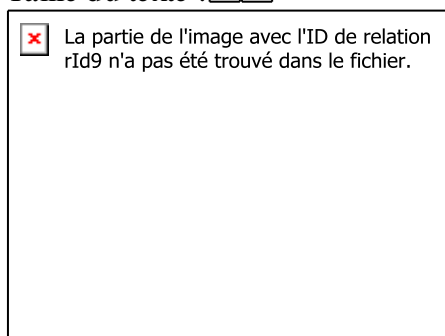 Taille du texte :
La partie de l'image avec l'ID de relation
rId9 n'a pas été trouvé dans le fichier.